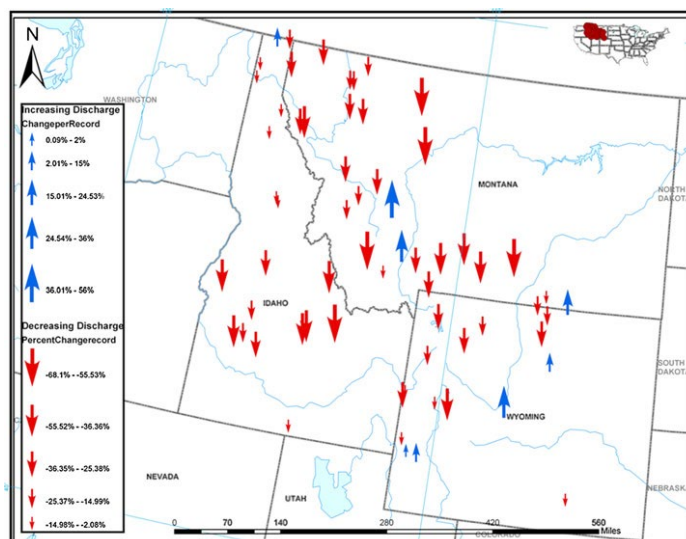 N
WASHINGTON
MONTANA
NORTH
DAKOTA
IDAHO
SOUTH
DAKOTA
WYOMING
NEVADA
UTAH
NEBRASKA
COLORADO
Increasing Discharge
ChangeperRecord
0.09% - 2%
2.01% - 15%
15.01% - 24.53%
24.54% - 36%
36.01% - 56%
Decreasing Discharge
PercentChangerecord
-68.1% - -55.53%
-55.52% - -36.36%
-36.35% - -25.38%
-25.37% - -14.99%
-14.98% - -2.08%
0 70 140 280 420 560
Miles